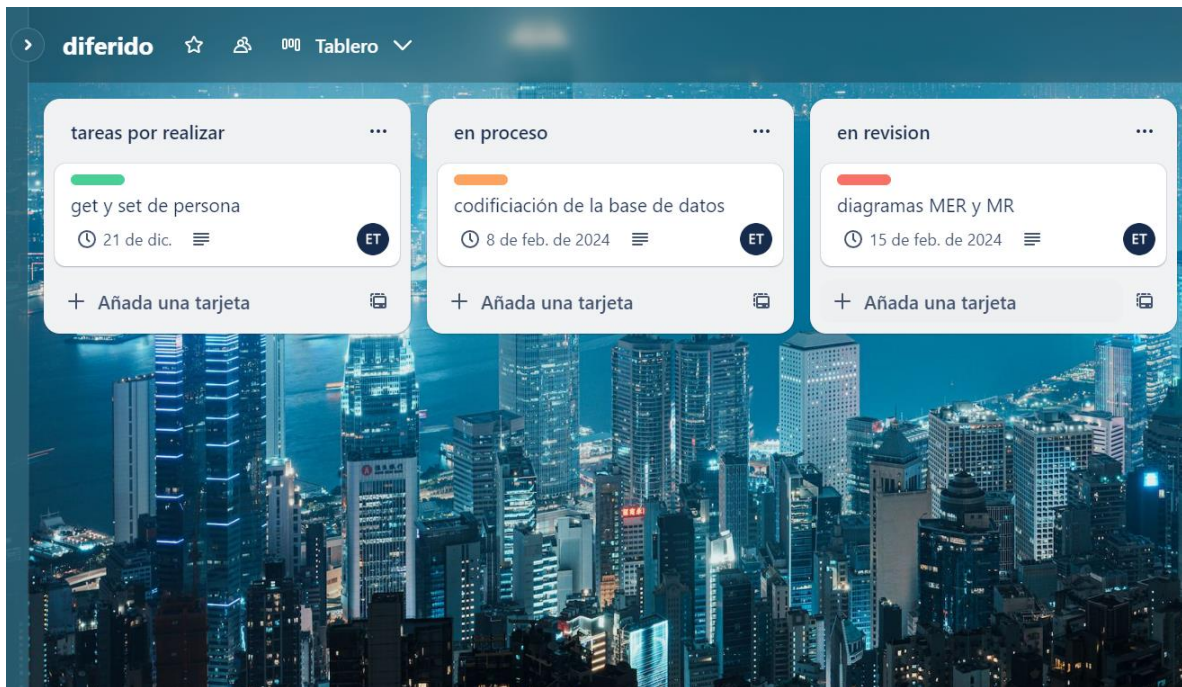 diferido Tablero
tareas por realizar
get y set de persona
21 de dic.
ET
Añada una tarjeta
en proceso
codificiación de la base de datos
8 de feb. de 2024
ET
Añada una tarjeta
en revision
diagramas MER y MR
15 de feb. de 2024
ET
Añada una tarjeta